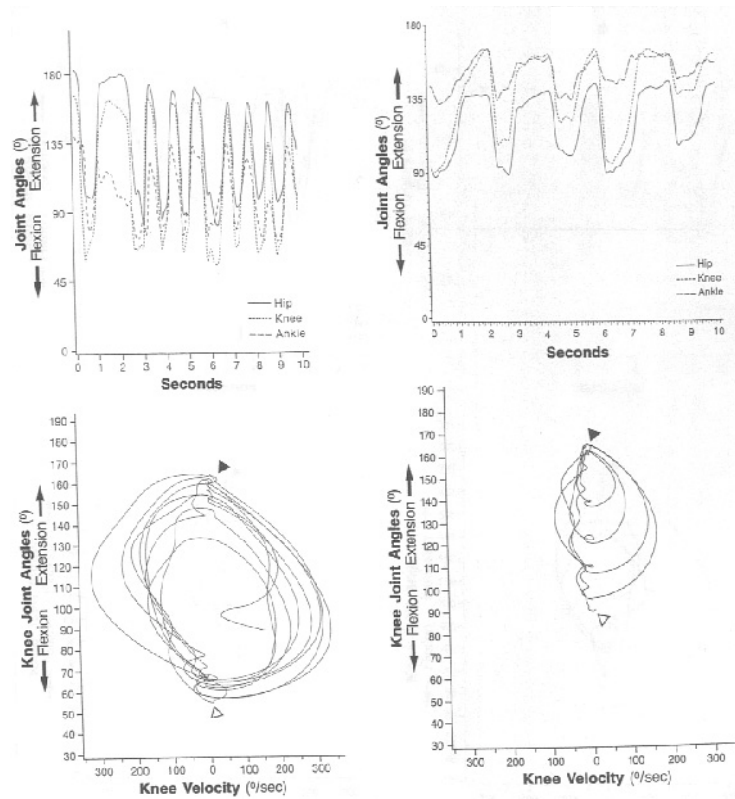 180
135
90
45
0
Joint Angles (º)
Flexion Extension
Hip
Knee
Ankle
0 1 2 3 4 5 6 7 8 9 10
Seconds
180
135
90
45
0
Joint Angles (º)
Flexion Extension
Hip
Knee
Ankle
0 1 2 3 4 5 6 7 8 9 10
Seconds
190
180
170
160
150
140
130
120
110
100
90
80
70
60
50
40
30
Knee Joint Angles (º)
Flexion Extension
300 200 100 0 100 200 300
Knee Velocity (º/sec)
190
180
170
160
150
140
130
120
110
100
90
80
70
60
50
40
30
Knee Joint Angles (º)
Flexion Extension
300 200 100 0 100 200 300
Knee Velocity (º/sec)